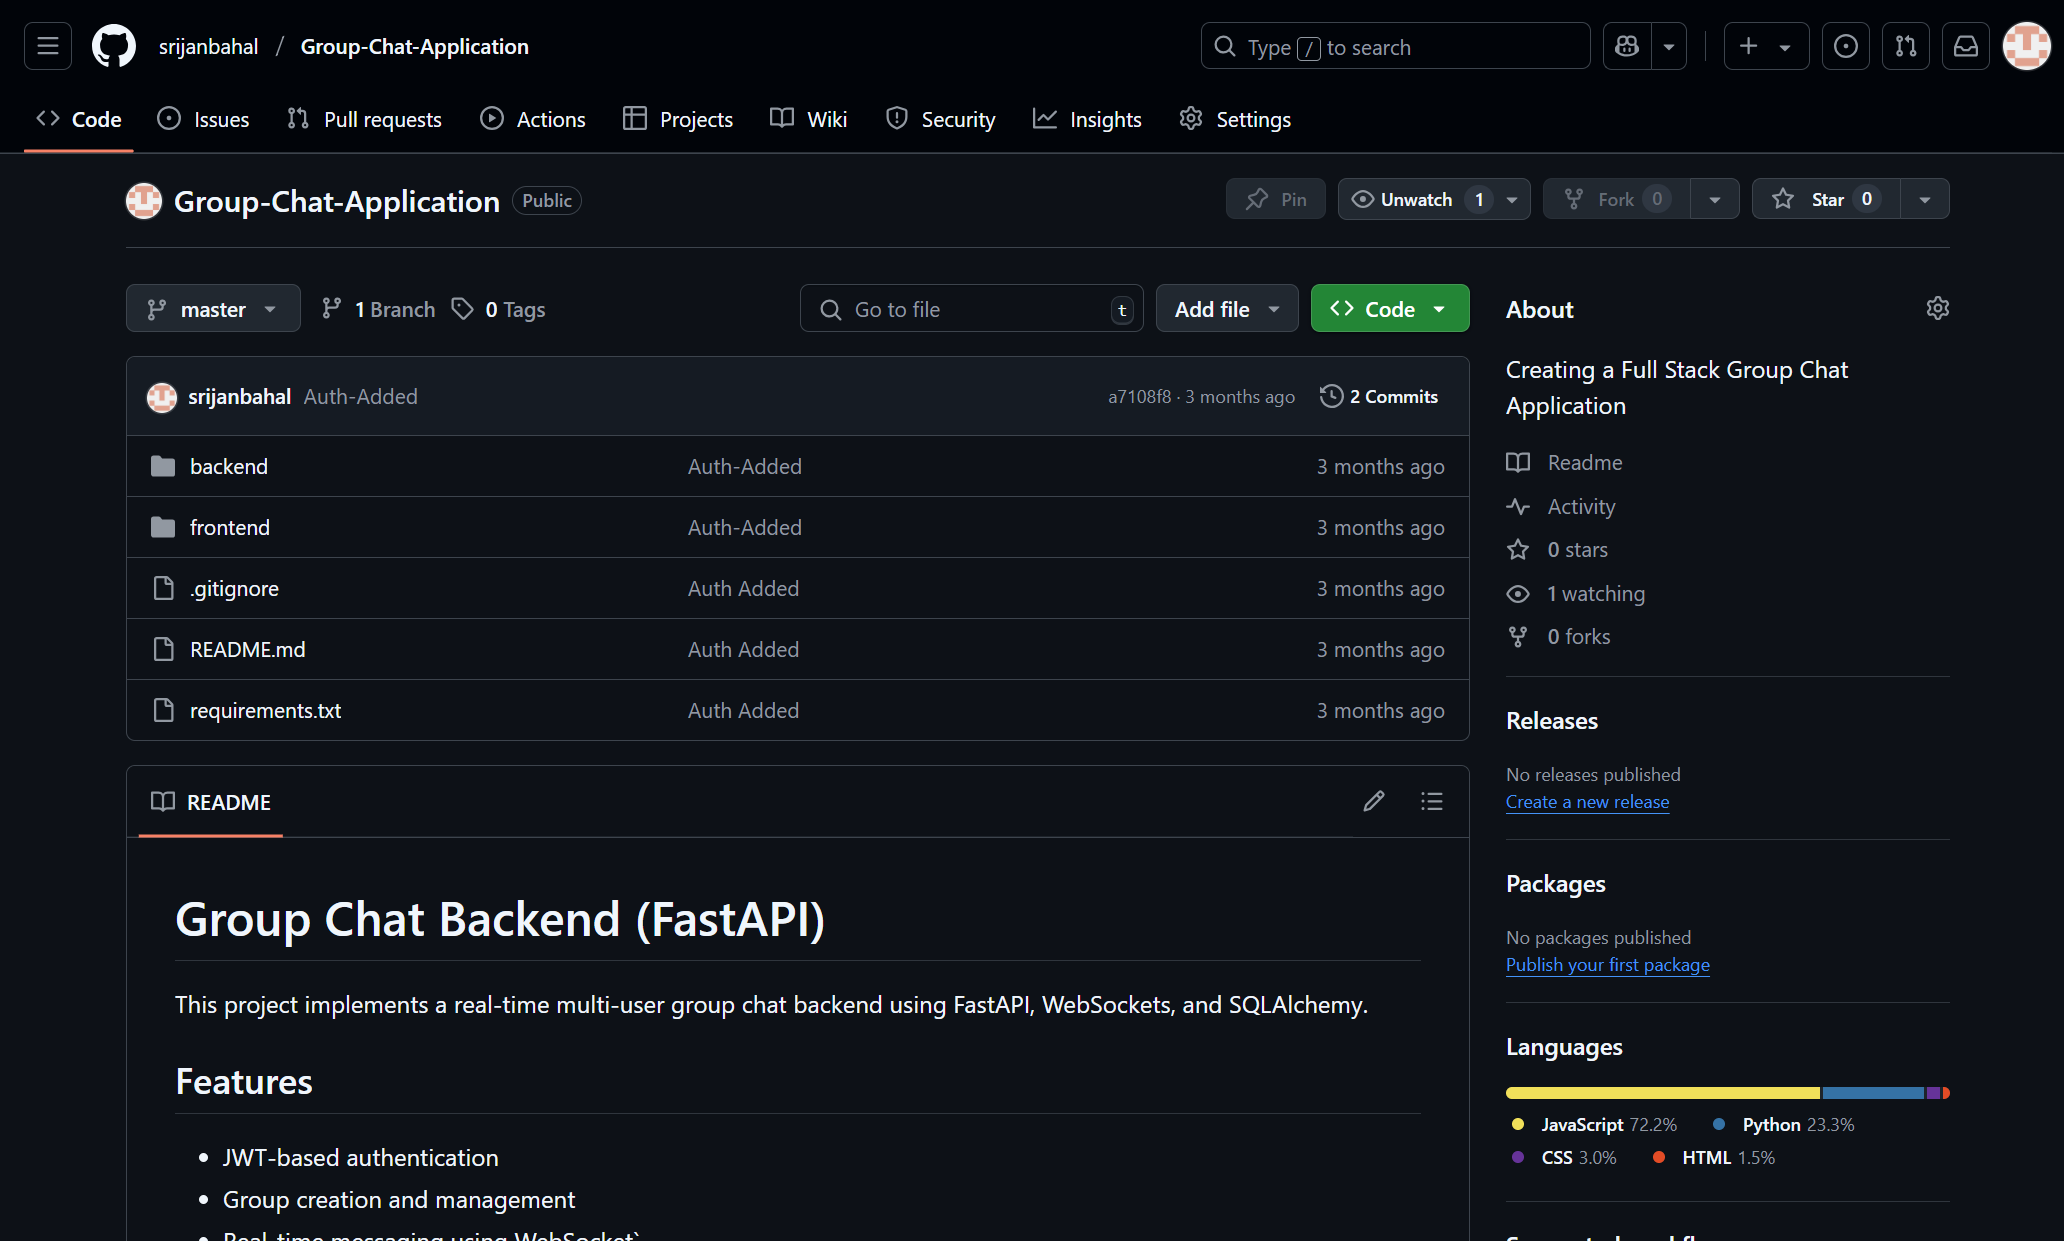 srijanbahal / Group-Chat-Application
Type / to search
Code Issues Pull requests Actions Projects Wiki Security Insights Settings
Group-Chat-Application Public
Pin Unwatch 1 Fork 0 Star 0
master 1 Branch 0 Tags
Go to file t Add file Code
srijanbahal Auth-Added a7108f8 · 3 months ago 2 Commits
backend Auth-Added 3 months ago
frontend Auth-Added 3 months ago
.gitignore Auth Added 3 months ago
README.md Auth Added 3 months ago
requirements.txt Auth Added 3 months ago
README
Group Chat Backend (FastAPI)
This project implements a real-time multi-user group chat backend using FastAPI, WebSockets, and SQLAlchemy.
Features
JWT-based authentication
Group creation and management
Real-time messaging using WebSocket`
About
Creating a Full Stack Group Chat
Application
Readme
Activity
0 stars
1 watching
0 forks
Releases
No releases published
Create a new release
Packages
No packages published
Publish your first package
Languages
JavaScript 72.2% Python 23.3%
CSS 3.0% HTML 1.5%